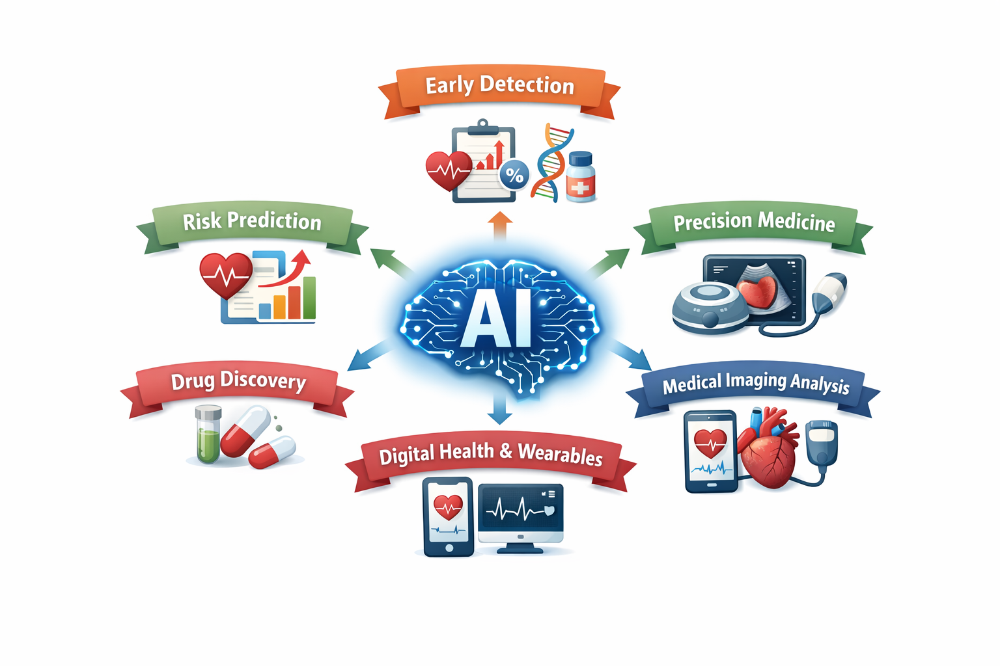 Early Detection
%
Risk Prediction
Precision Medicine
AI
Drug Discovery
Medical Imaging Analysis
Digital Health & Wearables